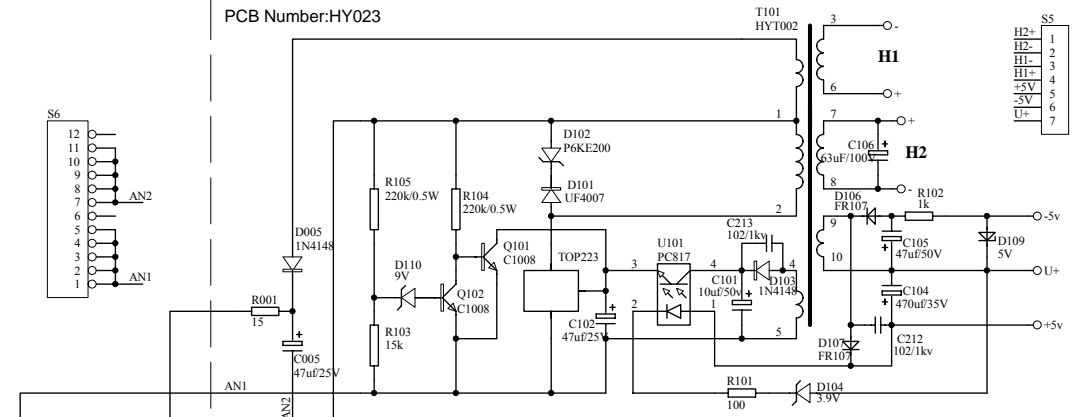 PCB Number:HY023
T101
HYT002
3
-
H1
6
+
S5
H2+ 1
H2- 2
H1- 3
H1+ 4
+5V 5
-5V 6
U+ 7
S6
12
11
10
9
8
7 AN2
6
5
4
3
2
1 AN1
1
7
+
D102
P6KE200
C106
63uF/100V
H2
D101
UF4007
8
-
R105
220k/0.5W
R104
220k/0.5W
2
D106
FR107
R102
1k
9
-5v
D005
1N4148
Q101
C1008
TOP223
C213
102/1kv
U101
PC817
C105
47uf/50V
D109
5V
10
U+
D110
9V
3
4
D103
1N4148
4
Q102
C1008
C101
10uf/50v
C104
470uf/35V
R001
15
C102
47uf/25V
2
1
+5v
R103
15k
5
C212
102/1kv
C005
47uf/25V
D107
FR107
AN1
AN2
R101
100
D104
3.9V